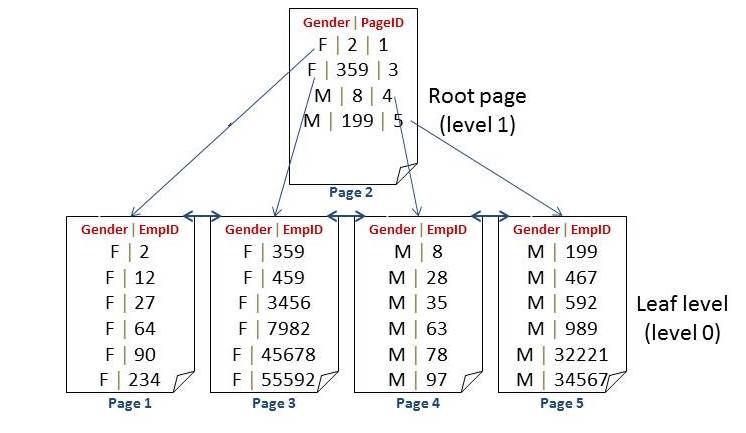 Gender | PageID
F | 2 | 1
F | 359 | 3
M | 8 | 4
M | 199 | 5
Root page
(level 1)
Page 2
Gender | EmpID
F | 2
F | 12
F | 27
F | 64
F | 90
F | 234
Page 1
Gender | EmpID
F | 359
F | 459
F | 3456
F | 7982
F | 45678
F | 55592
Page 3
Gender | EmpID
M | 8
M | 28
M | 35
M | 63
M | 78
M | 97
Page 4
Gender | EmpID
M | 199
M | 467
M | 592
M | 989
M | 32221
M | 34567
Page 5
Leaf level
(level 0)